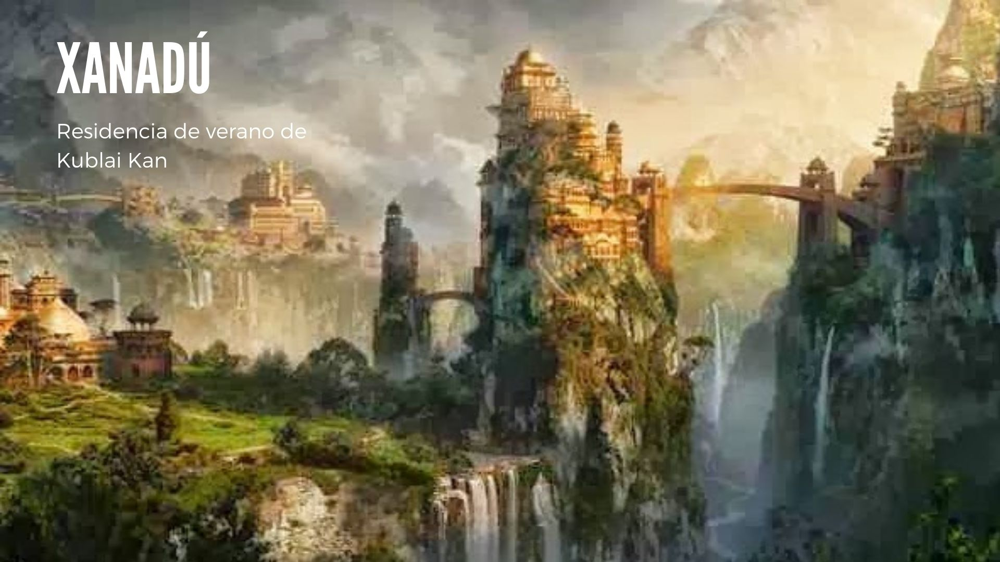 XANADÚ
Residencia de verano de
Kublai Kan